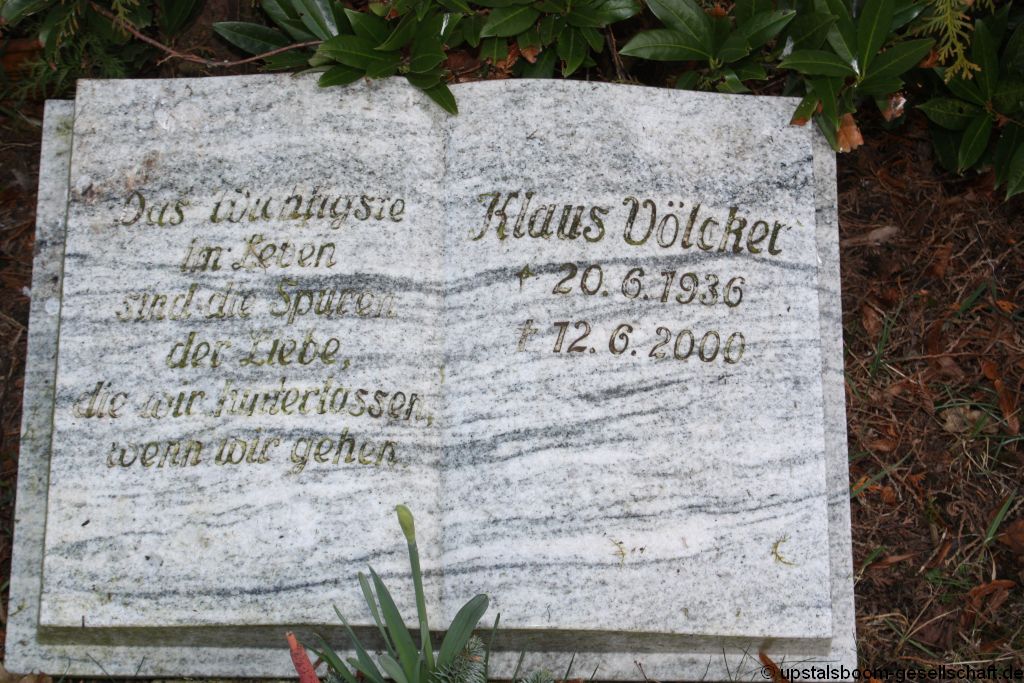 Das Wichtigste
im Leben
sind die Spuren
der Liebe,
die wir hinterlassen,
wenn wir gehen.
Klaus Völcker
* 20. 6. 1936
† 12. 6. 2000
© upstalsboom-gesellschaft.de